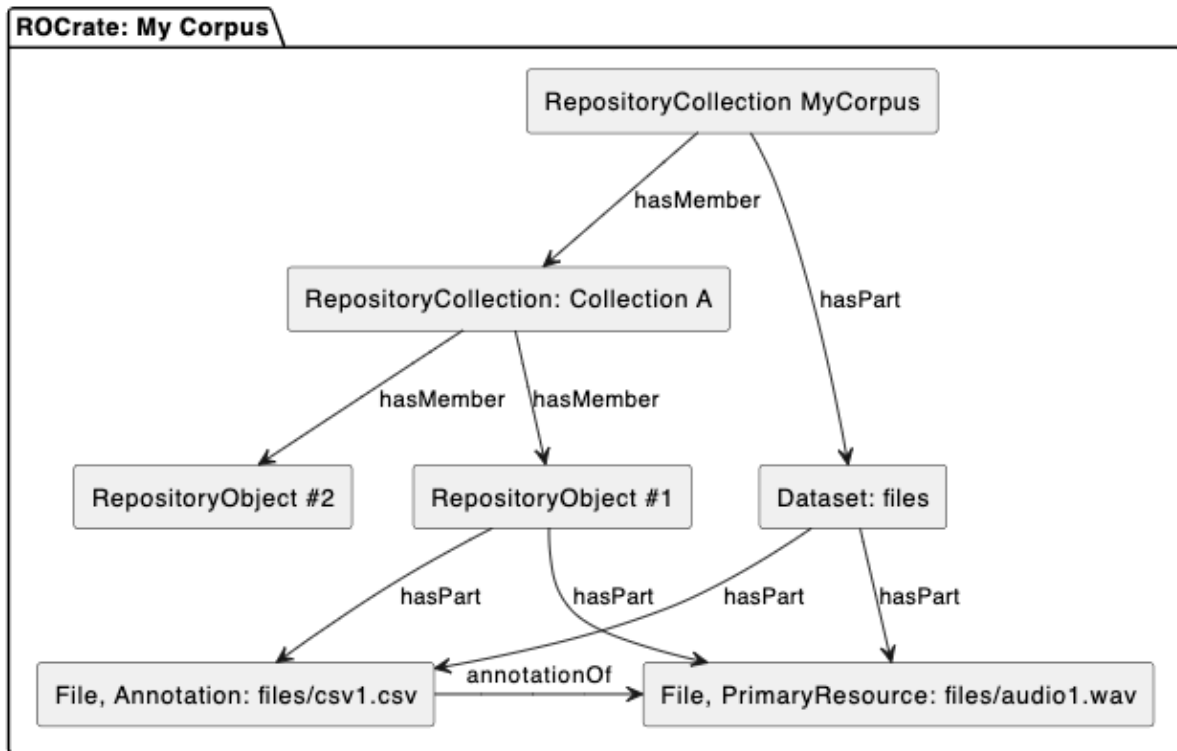 ROCrate: My Corpus
RepositoryCollection MyCorpus
hasMember
RepositoryCollection: Collection A
hasPart
hasMember
hasMember
RepositoryObject #2
RepositoryObject #1
Dataset: files
hasPart
hasPart
hasPart
hasPart
annotationOf
File, Annotation: files/csv1.csv
File, PrimaryResource: files/audio1.wav